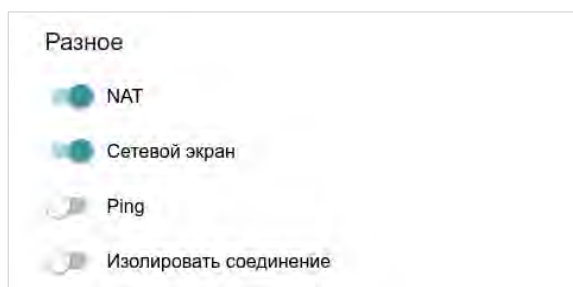 Разное
NAT
Сетевой экран
Ping
Изолировать соединение